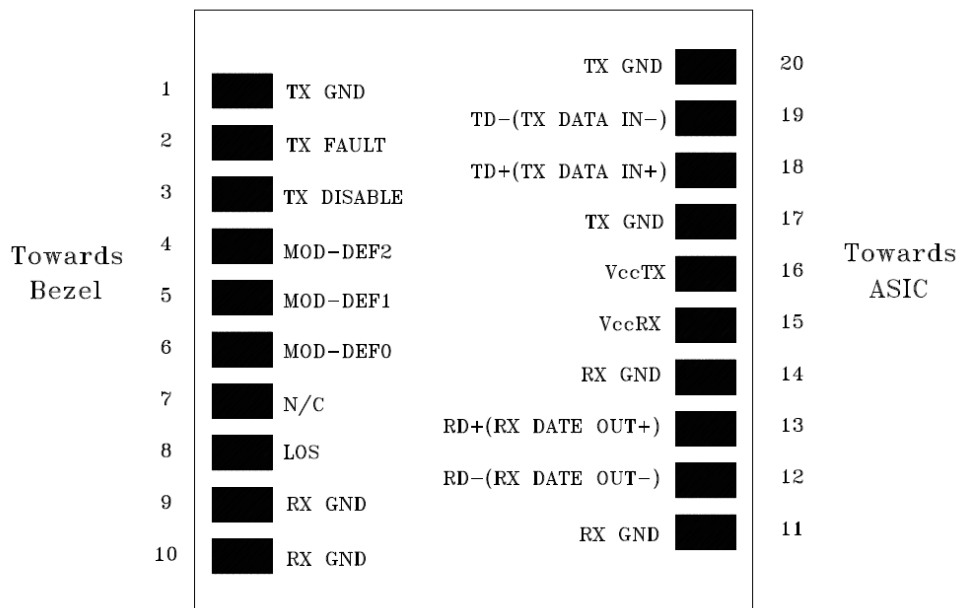 1 TX GND
2 TX FAULT
3 TX DISABLE
4 MOD-DEF2
5 MOD-DEF1
6 MOD-DEF0
7 N/C
8 LOS
9 RX GND
10 RX GND
Towards
Bezel
TX GND 20
TD-(TX DATA IN-) 19
TD+(TX DATA IN+) 18
TX GND 17
VccTX 16
VccRX 15
RX GND 14
RD+(RX DATE OUT+) 13
RD-(RX DATE OUT-) 12
RX GND 11
Towards
ASIC